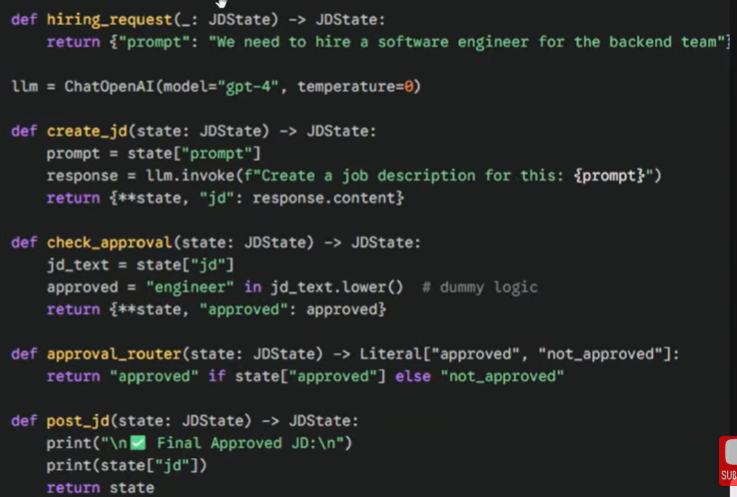 def hiring_request(_: JDState) -> JDState:
    return {"prompt": "We need to hire a software engineer for the backend team"}
llm = ChatOpenAI(model="gpt-4", temperature=0)
def create_jd(state: JDState) -> JDState:
    prompt = state["prompt"]
    response = llm.invoke(f"Create a job description for this: {prompt}")
    return {**state, "jd": response.content}
def check_approval(state: JDState) -> JDState:
    jd_text = state["jd"]
    approved = "engineer" in jd_text.lower()  # dummy logic
    return {**state, "approved": approved}
def approval_router(state: JDState) -> Literal["approved", "not_approved"]:
    return "approved" if state["approved"] else "not_approved"
def post_jd(state: JDState) -> JDState:
    print("\n✅ Final Approved JD:\n")
    print(state["jd"])
    return state
SUB